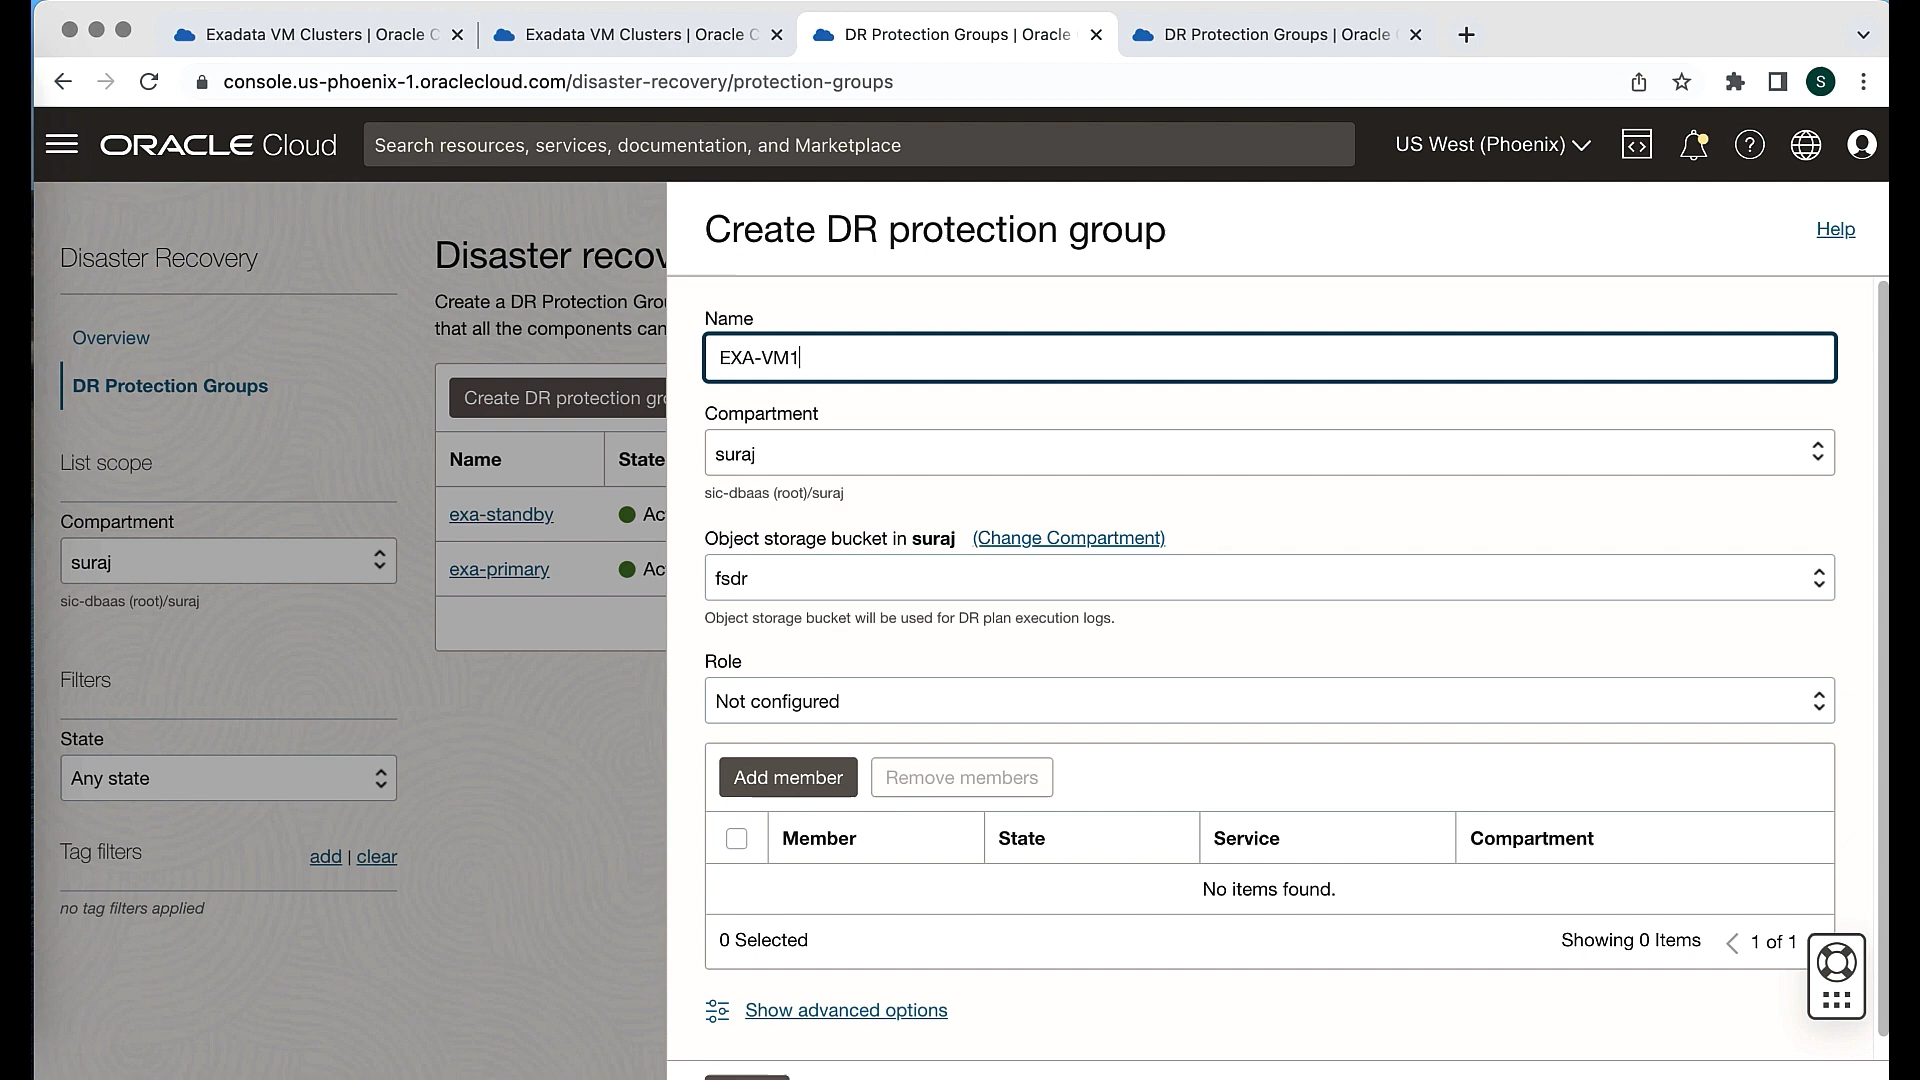 Exadata VM Clusters | Oracle C
Exadata VM Clusters | Oracle C
DR Protection Groups | Oracle
DR Protection Groups | Oracle
console.us-phoenix-1.oraclecloud.com/disaster-recovery/protection-groups
S
ORACLE Cloud
Search resources, services, documentation, and Marketplace
US West (Phoenix)
Disaster Recovery
Overview
DR Protection Groups
List scope
Compartment
suraj
sic-dbaas (root)/suraj
Filters
State
Any state
Tag filters
add | clear
no tag filters applied
Disaster recov
Create a DR Protection Grou
that all the components can
Create DR protection gro
Name
State
exa-standby
Ac
exa-primary
Ac
Create DR protection group
Help
Name
EXA-VM1
Compartment
suraj
sic-dbaas (root)/suraj
Object storage bucket in suraj (Change Compartment)
fsdr
Object storage bucket will be used for DR plan execution logs.
Role
Not configured
Add member
Remove members
Member
State
Service
Compartment
No items found.
0 Selected
Showing 0 Items
1 of 1
Show advanced options